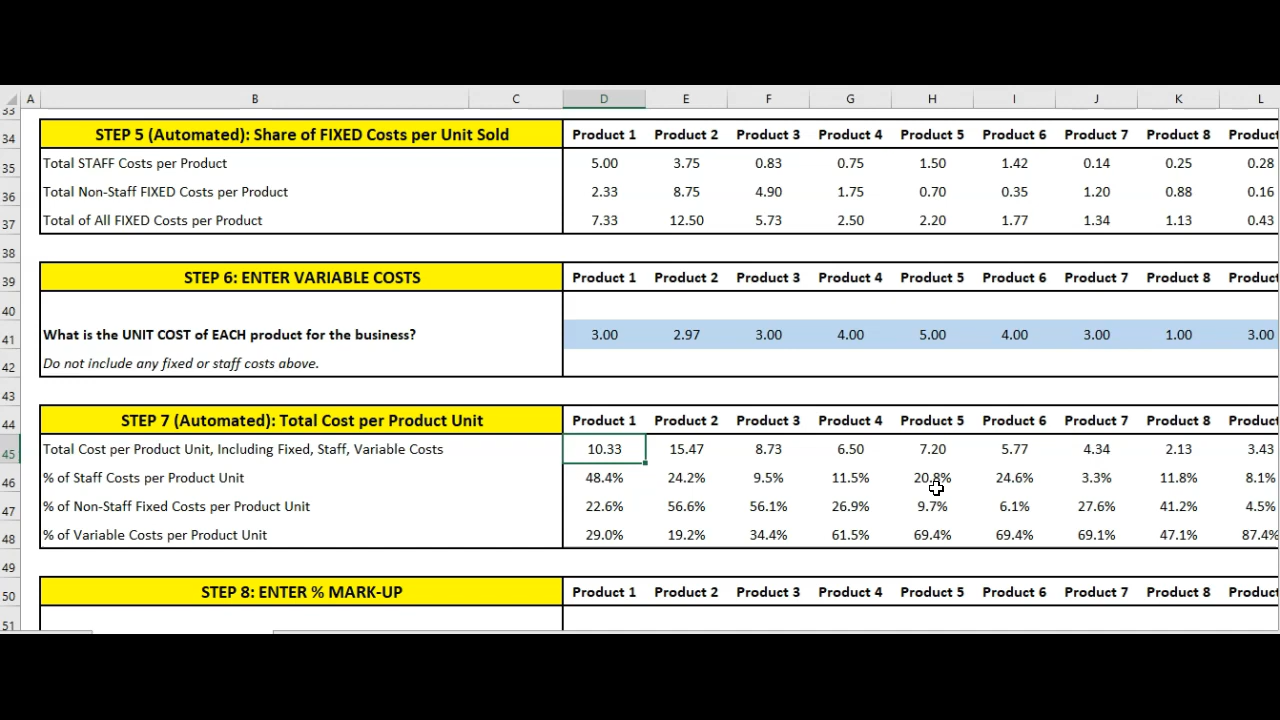 A B C D E F G H I J K L
33
34 STEP 5 (Automated): Share of FIXED Costs per Unit Sold Product 1 Product 2 Product 3 Product 4 Product 5 Product 6 Product 7 Product 8 Product
35 Total STAFF Costs per Product 5.00 3.75 0.83 0.75 1.50 1.42 0.14 0.25 0.28
36 Total Non-Staff FIXED Costs per Product 2.33 8.75 4.90 1.75 0.70 0.35 1.20 0.88 0.16
37 Total of All FIXED Costs per Product 7.33 12.50 5.73 2.50 2.20 1.77 1.34 1.13 0.43
38
39 STEP 6: ENTER VARIABLE COSTS Product 1 Product 2 Product 3 Product 4 Product 5 Product 6 Product 7 Product 8 Product
40
41 What is the UNIT COST of EACH product for the business? 3.00 2.97 3.00 4.00 5.00 4.00 3.00 1.00 3.00
42 Do not include any fixed or staff costs above.
43
44 STEP 7 (Automated): Total Cost per Product Unit Product 1 Product 2 Product 3 Product 4 Product 5 Product 6 Product 7 Product 8 Product
45 Total Cost per Product Unit, Including Fixed, Staff, Variable Costs 10.33 15.47 8.73 6.50 7.20 5.77 4.34 2.13 3.43
46 % of Staff Costs per Product Unit 48.4% 24.2% 9.5% 11.5% 20.8% 24.6% 3.3% 11.8% 8.1%
47 % of Non-Staff Fixed Costs per Product Unit 22.6% 56.6% 56.1% 26.9% 9.7% 6.1% 27.6% 41.2% 4.5%
48 % of Variable Costs per Product Unit 29.0% 19.2% 34.4% 61.5% 69.4% 69.4% 69.1% 47.1% 87.4%
49
50 STEP 8: ENTER % MARK-UP Product 1 Product 2 Product 3 Product 4 Product 5 Product 6 Product 7 Product 8 Product
51